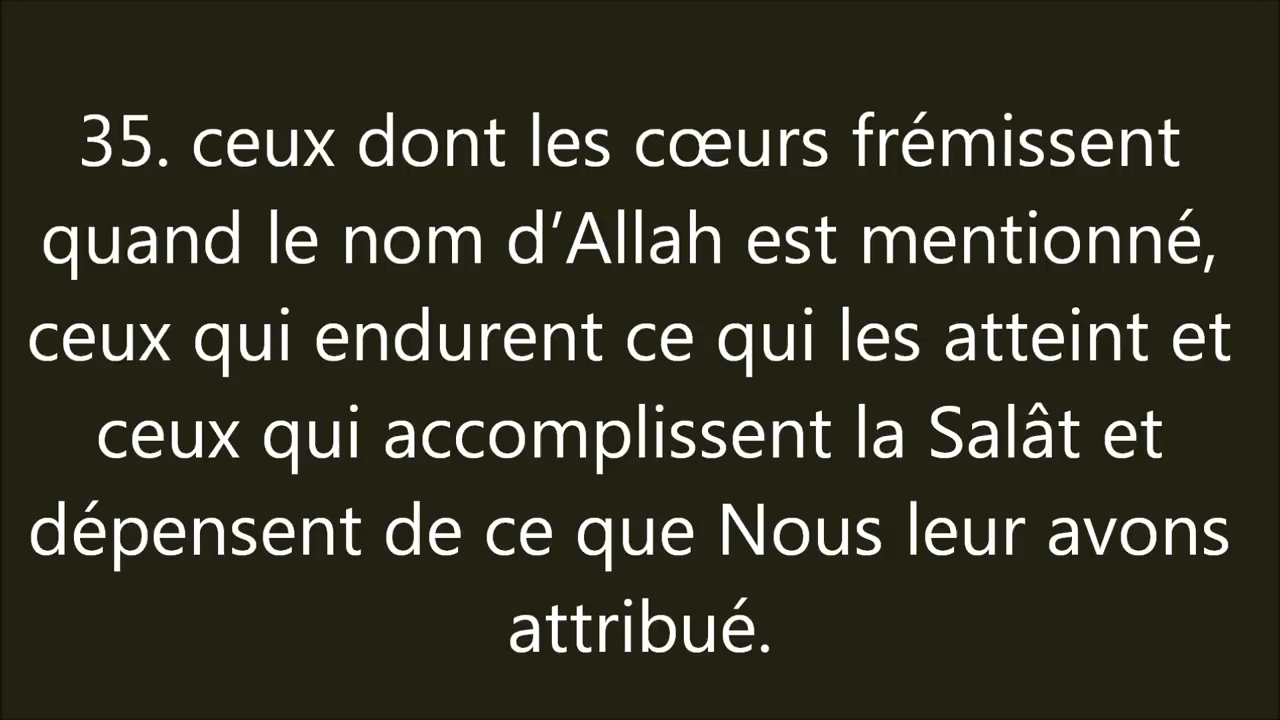 35. ceux dont les cœurs frémissent
quand le nom d’Allah est mentionné,
ceux qui endurent ce qui les atteint et
ceux qui accomplissent la Salât et
dépensent de ce que Nous leur avons
attribué.